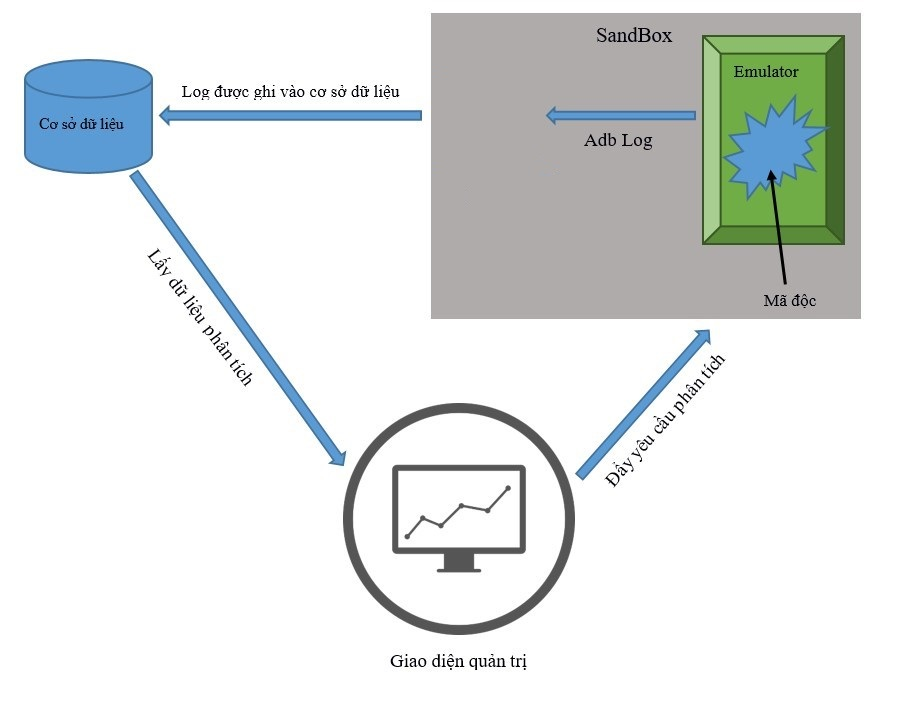 SandBox
Emulator
Log được ghi vào cơ sở dữ liệu
Cơ sở dữ liệu
Adb Log
Mã độc
Lấy dữ liệu phân tích
Đẩy yêu cầu phân tích
Giao diện quản trị